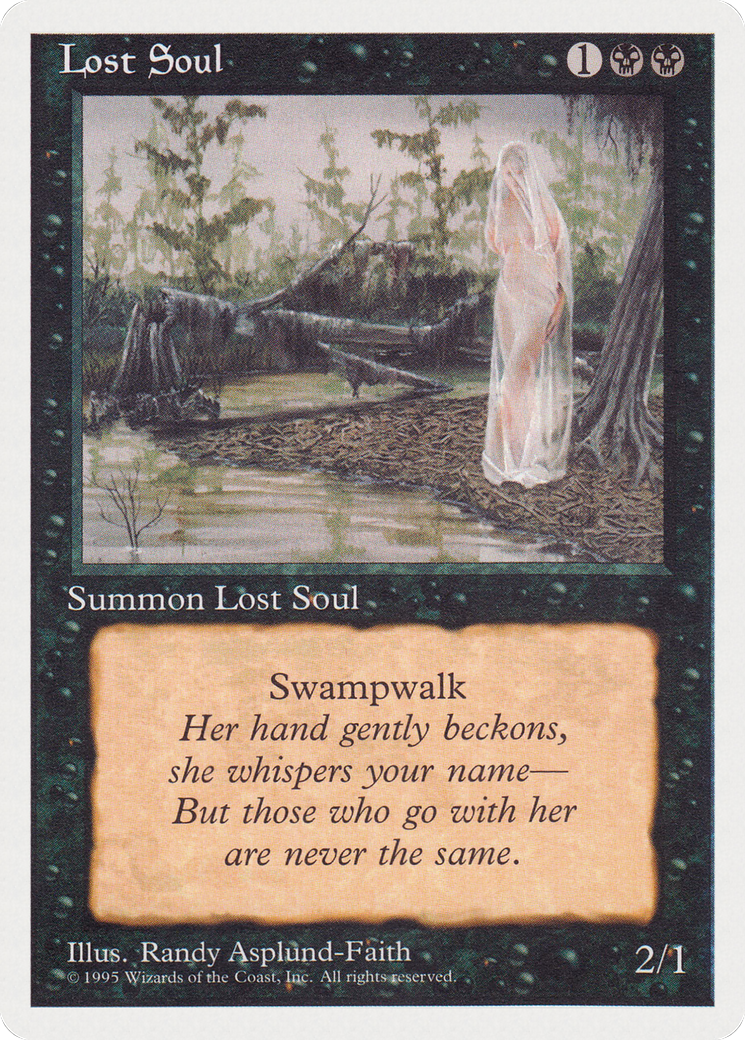 Lost Soul 1
Summon Lost Soul
Swampwalk
Her hand gently beckons,
she whispers your name—
But those who go with her
are never the same.
Illus. Randy Asplund-Faith 2/1
© 1995 Wizards of the Coast, Inc. All rights reserved.